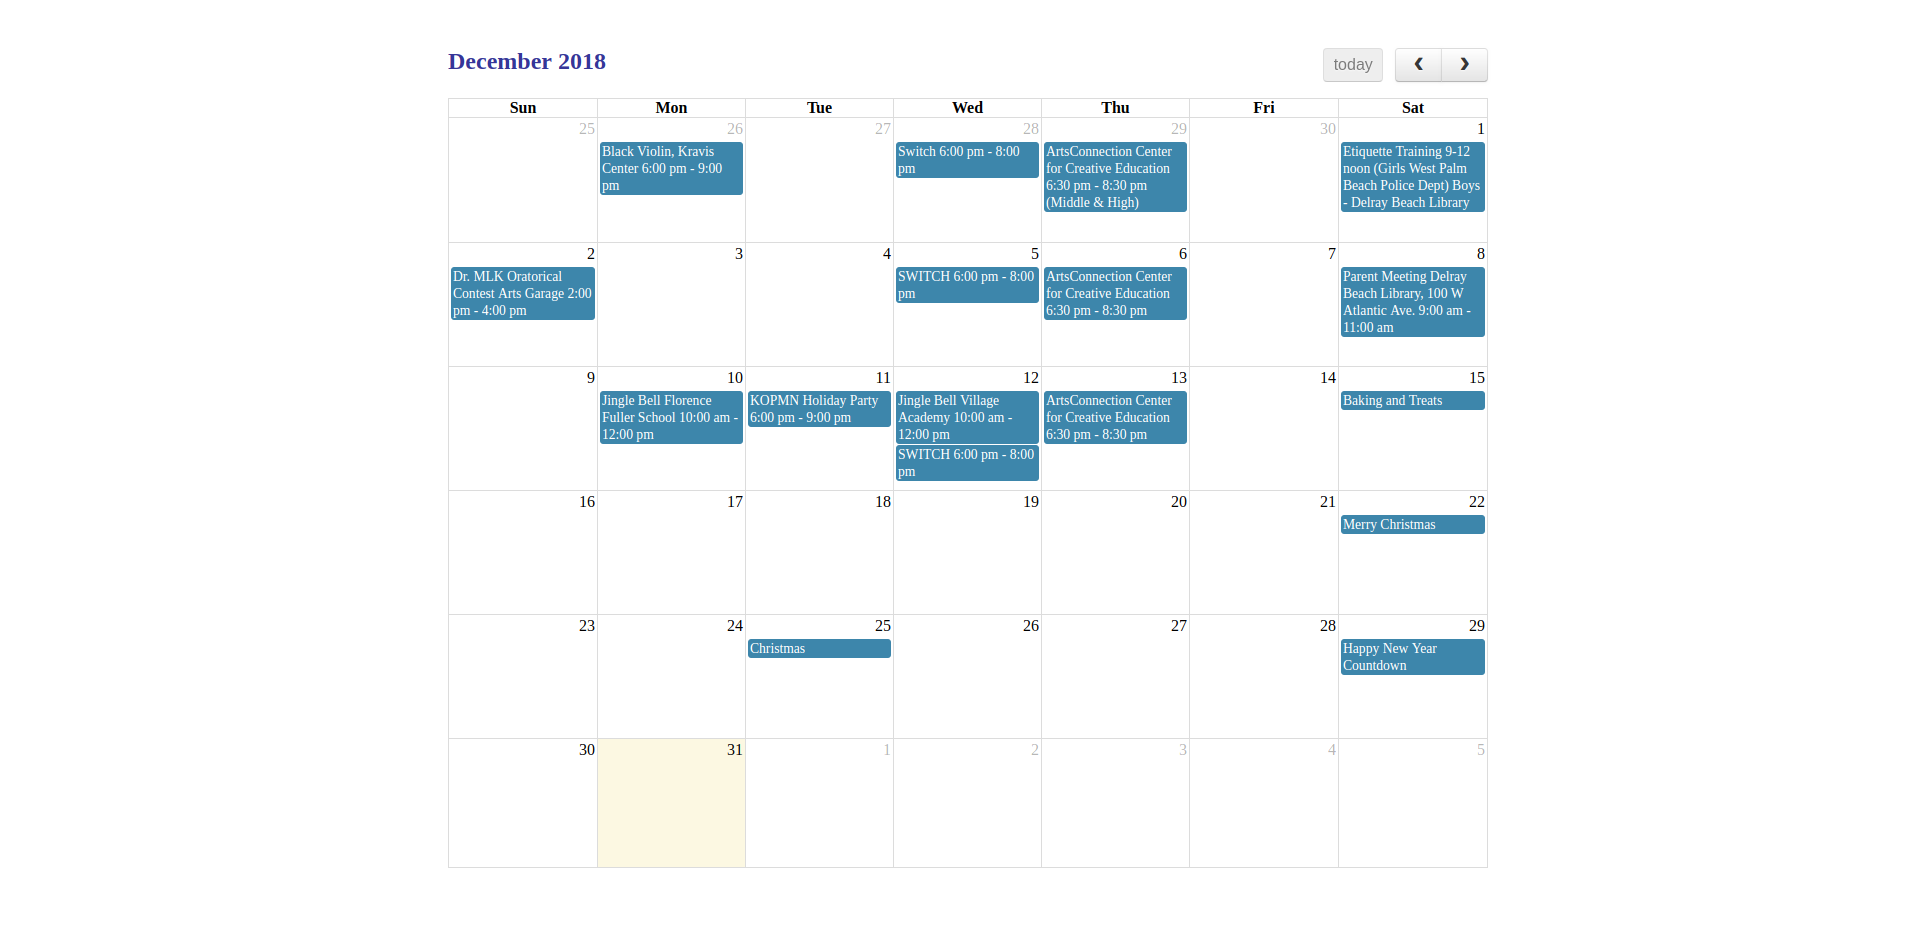 December 2018
today
‹ ›
Sun Mon Tue Wed Thu Fri Sat
25 26 27 28 29 30 1
Black Violin, Kravis
Center 6:00 pm - 9:00
pm
Switch 6:00 pm - 8:00
pm
ArtsConnection Center
for Creative Education
6:30 pm - 8:30 pm
(Middle & High)
Etiquette Training 9-12
noon (Girls West Palm
Beach Police Dept) Boys
- Delray Beach Library
2 3 4 5 6 7 8
Dr. MLK Oratorical
Contest Arts Garage 2:00
pm - 4:00 pm
SWITCH 6:00 pm - 8:00
pm
ArtsConnection Center
for Creative Education
6:30 pm - 8:30 pm
Parent Meeting Delray
Beach Library, 100 W
Atlantic Ave. 9:00 am -
11:00 am
9 10 11 12 13 14 15
Jingle Bell Florence
Fuller School 10:00 am -
12:00 pm
KOPMN Holiday Party
6:00 pm - 9:00 pm
Jingle Bell Village
Academy 10:00 am -
12:00 pm
SWITCH 6:00 pm - 8:00
pm
ArtsConnection Center
for Creative Education
6:30 pm - 8:30 pm
Baking and Treats
16 17 18 19 20 21 22
Merry Christmas
23 24 25 26 27 28 29
Christmas
Happy New Year
Countdown
30 31 1 2 3 4 5